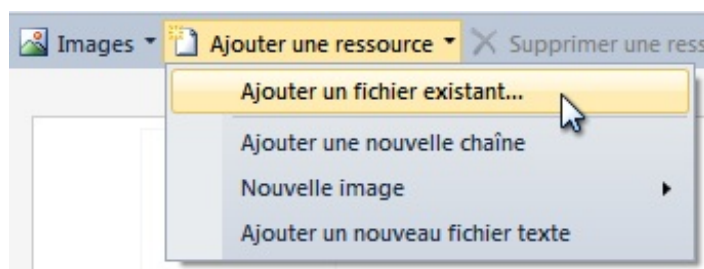 Images Ajouter une ressource Supprimer une ress
Ajouter un fichier existant...
Ajouter une nouvelle chaîne
Nouvelle image
Ajouter un nouveau fichier texte